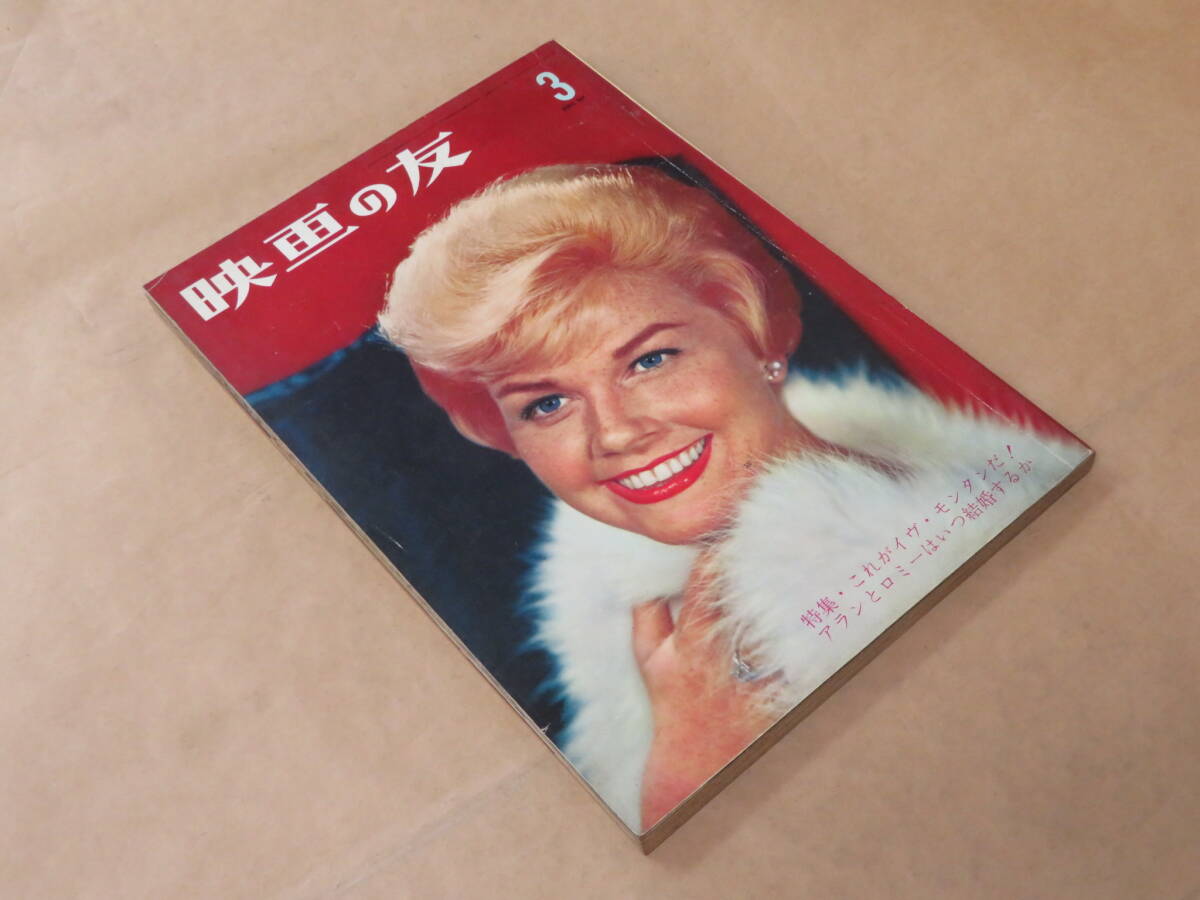 3
映画の友
特集・これがイヴ・モンタンだ!
アランとロミーはいつ結婚するか